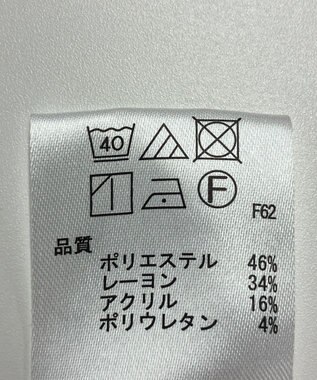 40
F
F62
品質
ポリエステル 46%
レーヨン 34%
アクリル 16%
ポリウレタン 4%